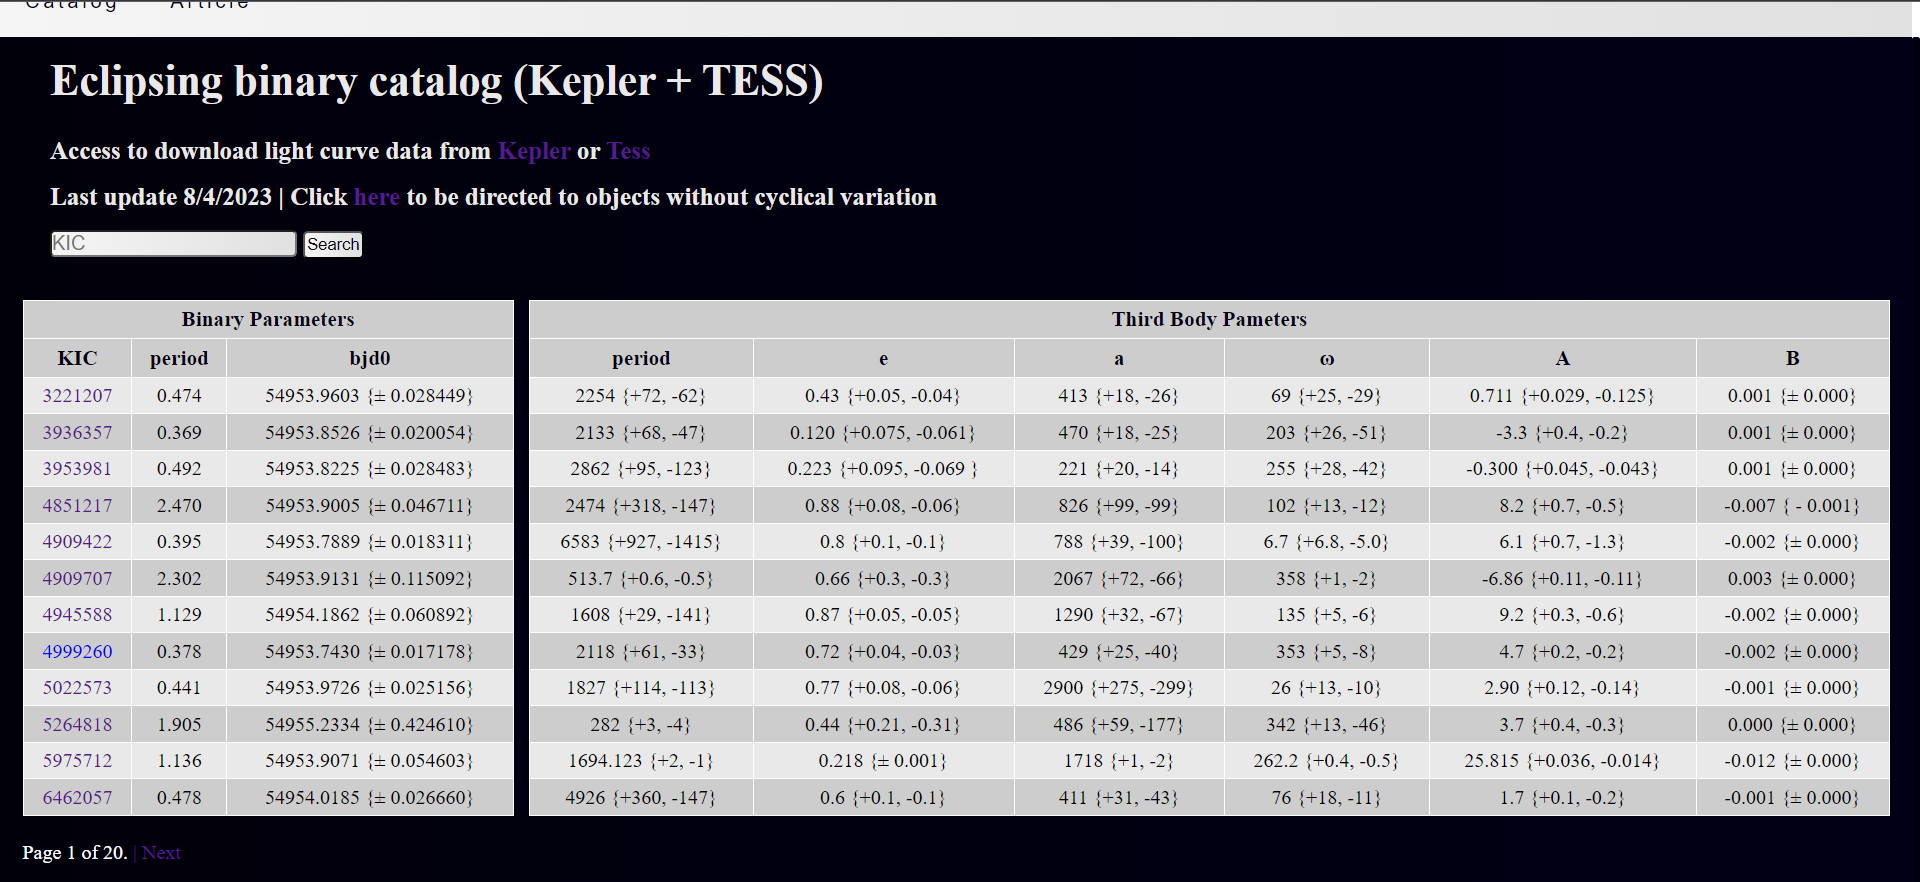 Catalog Article
Eclipsing binary catalog (Kepler + TESS)
Access to download light curve data from Kepler or Tess
Last update 8/4/2023 | Click here to be directed to objects without cyclical variation
KIC Search
Binary Parameters Third Body Pameters
KIC period bjd0 period e a ω A B
3221207 0.474 54953.9603 {± 0.028449} 2254 {+72, -62} 0.43 {+0.05, -0.04} 413 {+18, -26} 69 {+25, -29} 0.711 {+0.029, -0.125} 0.001 {± 0.000}
3936357 0.369 54953.8526 {± 0.020054} 2133 {+68, -47} 0.120 {+0.075, -0.061} 470 {+18, -25} 203 {+26, -51} -3.3 {+0.4, -0.2} 0.001 {± 0.000}
3953981 0.492 54953.8225 {± 0.028483} 2862 {+95, -123} 0.223 {+0.095, -0.069 } 221 {+20, -14} 255 {+28, -42} -0.300 {+0.045, -0.043} 0.001 {± 0.000}
4851217 2.470 54953.9005 {± 0.046711} 2474 {+318, -147} 0.88 {+0.08, -0.06} 826 {+99, -99} 102 {+13, -12} 8.2 {+0.7, -0.5} -0.007 { - 0.001}
4909422 0.395 54953.7889 {± 0.018311} 6583 {+927, -1415} 0.8 {+0.1, -0.1} 788 {+39, -100} 6.7 {+6.8, -5.0} 6.1 {+0.7, -1.3} -0.002 {± 0.000}
4909707 2.302 54953.9131 {± 0.115092} 513.7 {+0.6, -0.5} 0.66 {+0.3, -0.3} 2067 {+72, -66} 358 {+1, -2} -6.86 {+0.11, -0.11} 0.003 {± 0.000}
4945588 1.129 54954.1862 {± 0.060892} 1608 {+29, -141} 0.87 {+0.05, -0.05} 1290 {+32, -67} 135 {+5, -6} 9.2 {+0.3, -0.6} -0.002 {± 0.000}
4999260 0.378 54953.7430 {± 0.017178} 2118 {+61, -33} 0.72 {+0.04, -0.03} 429 {+25, -40} 353 {+5, -8} 4.7 {+0.2, -0.2} -0.002 {± 0.000}
5022573 0.441 54953.9726 {± 0.025156} 1827 {+114, -113} 0.77 {+0.08, -0.06} 2900 {+275, -299} 26 {+13, -10} 2.90 {+0.12, -0.14} -0.001 {± 0.000}
5264818 1.905 54955.2334 {± 0.424610} 282 {+3, -4} 0.44 {+0.21, -0.31} 486 {+59, -177} 342 {+13, -46} 3.7 {+0.4, -0.3} 0.000 {± 0.000}
5975712 1.136 54953.9071 {± 0.054603} 1694.123 {+2, -1} 0.218 {± 0.001} 1718 {+1, -2} 262.2 {+0.4, -0.5} 25.815 {+0.036, -0.014} -0.012 {± 0.000}
6462057 0.478 54954.0185 {± 0.026660} 4926 {+360, -147} 0.6 {+0.1, -0.1} 411 {+31, -43} 76 {+18, -11} 1.7 {+0.1, -0.2} -0.001 {± 0.000}
Page 1 of 20. | Next